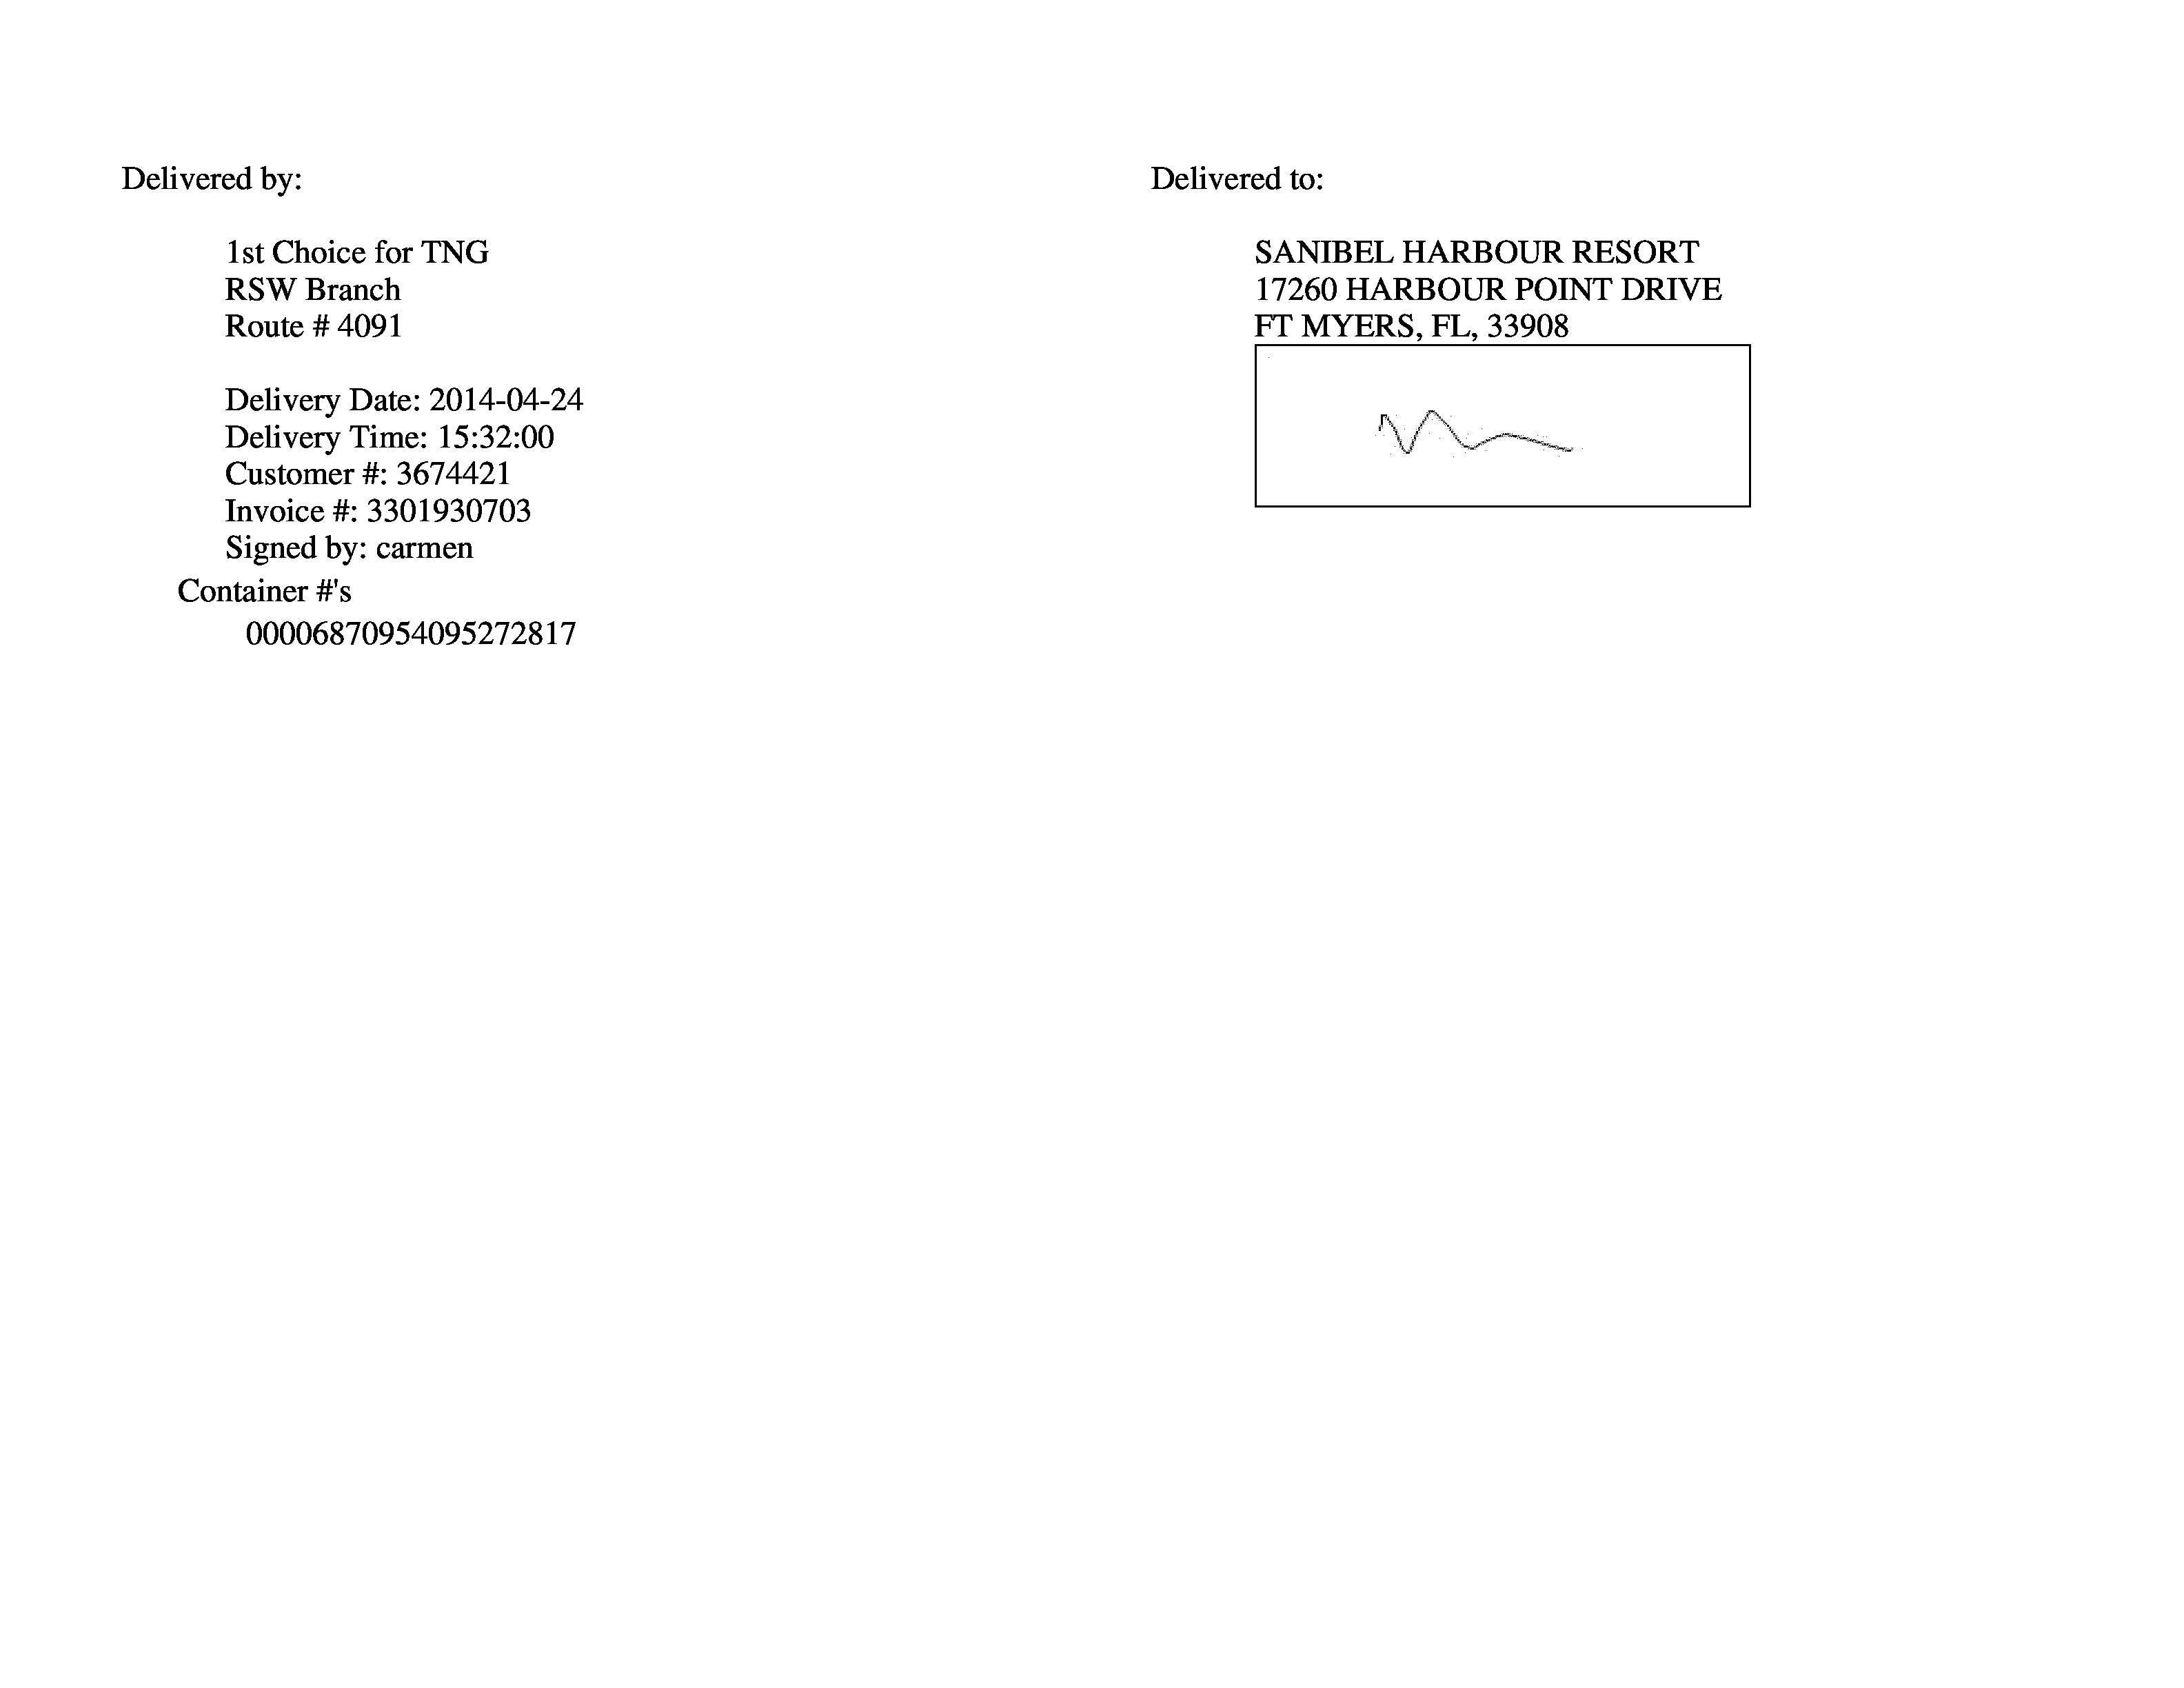 Delivered by:
1st Choice for TNG
RSW Branch
Route # 4091
Delivery Date: 2014-04-24
Delivery Time: 15:32:00
Customer #: 3674421
Invoice #: 3301930703
Signed by: carmen
Container #'s
00006870954095272817
Delivered to:
SANIBEL HARBOUR RESORT
17260 HARBOUR POINT DRIVE
FT MYERS, FL, 33908